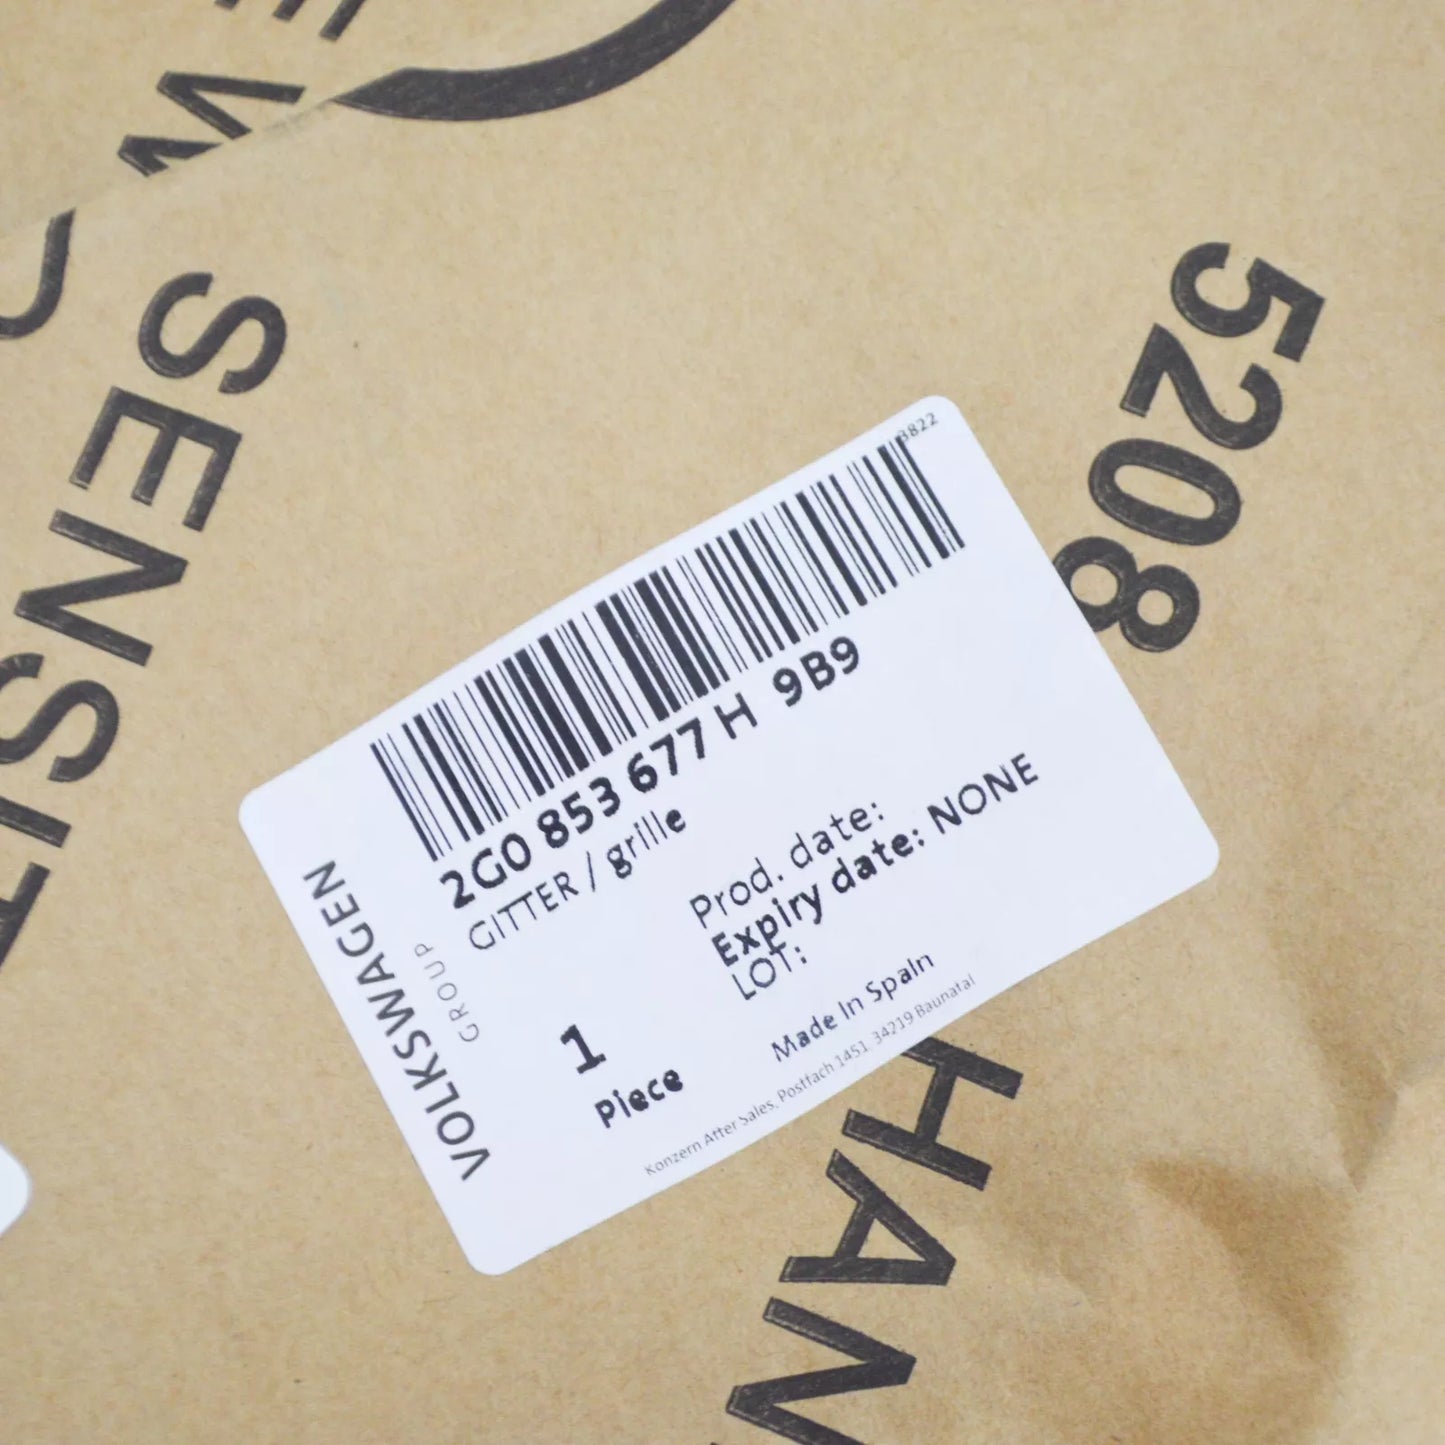 SENSIT
5208
3822
2G0 853 677 H 9B9
GITTER / grille
Prod. date:
Expiry date: NONE
LOT:
1
Piece
Made In Spain
Konzern After Sales, Postfach 1451, 34219 Baunatal
VOLKSWAGEN
GROUP
HAN